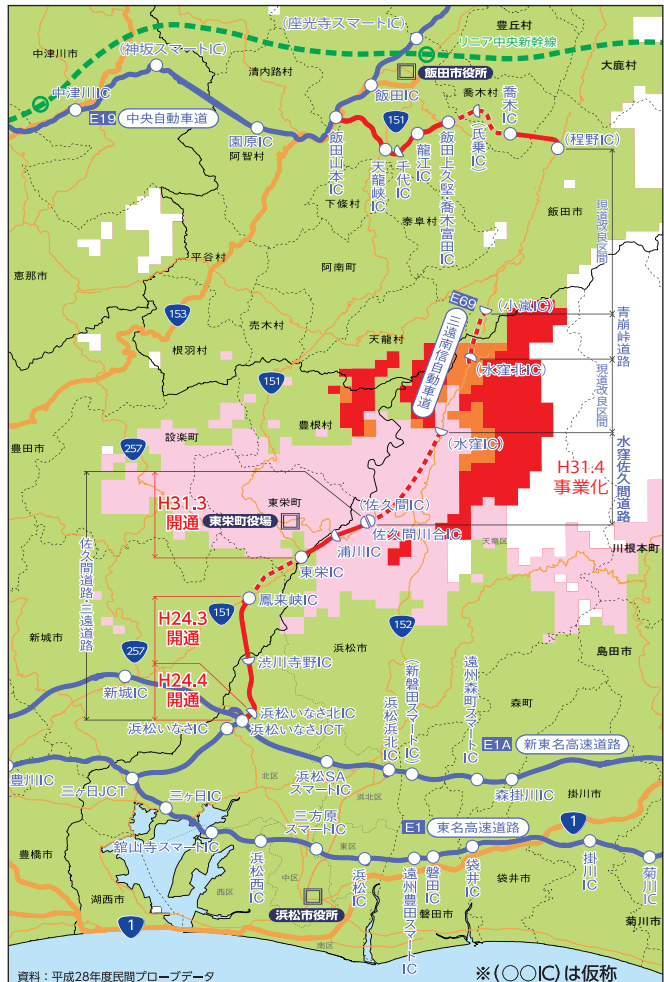 (座光寺スマートIC)
豊丘村
リニア中央新幹線
中津川市
(神坂スマートIC)
清内路村
飯田市役所
大鹿村
中津川IC
飯田IC
喬木村
E19 中央自動車道
151
喬木IC
園原IC
阿智村
飯田山本IC
天龍峡IC
千代IC
龍江IC
飯田上久堅・喬木富田IC
(氏乗IC)
(程野IC)
下條村
泰阜村
飯田市
現道改良区間
阿南町
平谷村
恵那市
E69
(小嵐IC)
青崩峠道路
153
売木村
天龍村
三遠南信自動車道
根羽村
(水窪北IC)
151
現道改良区間
豊根村
豊田市
設楽町
257
(水窪IC)
水窪佐久間道路
H31.4
事業化
H31.3
開通
東栄町
(佐久間IC)
東栄町役場
佐久間川合IC
浦川IC
天竜区
川根本町
東栄IC
佐久間道路・三遠道路
鳳来峡IC
H24.3
開通
151
152
新城市
浜松市
島田市
257
渋川寺野IC
H24.4
開通
新城IC
浜松いなさ北IC
浜松いなさIC
浜松いなさJCT
浜松浜北IC
(新磐田スマートIC)
遠州森町スマートIC
森町
E1A 新東名高速道路
豊川IC
北区
浜松SA
スマートIC
浜北区
森掛川IC
掛川市
三ヶ日JCT
三ヶ日IC
三方原
スマートIC
E1 東名高速道路
1
舘山寺スマートIC
東区
豊橋市
浜松西IC
中区
浜松IC
遠州豊田スマートIC
磐田IC
袋井IC
掛川IC
菊川IC
西区
袋井市
湖西市
浜松市役所
磐田市
菊川市
1
南区
資料:平成28年度民間プローブデータ
※(○○IC)は仮称